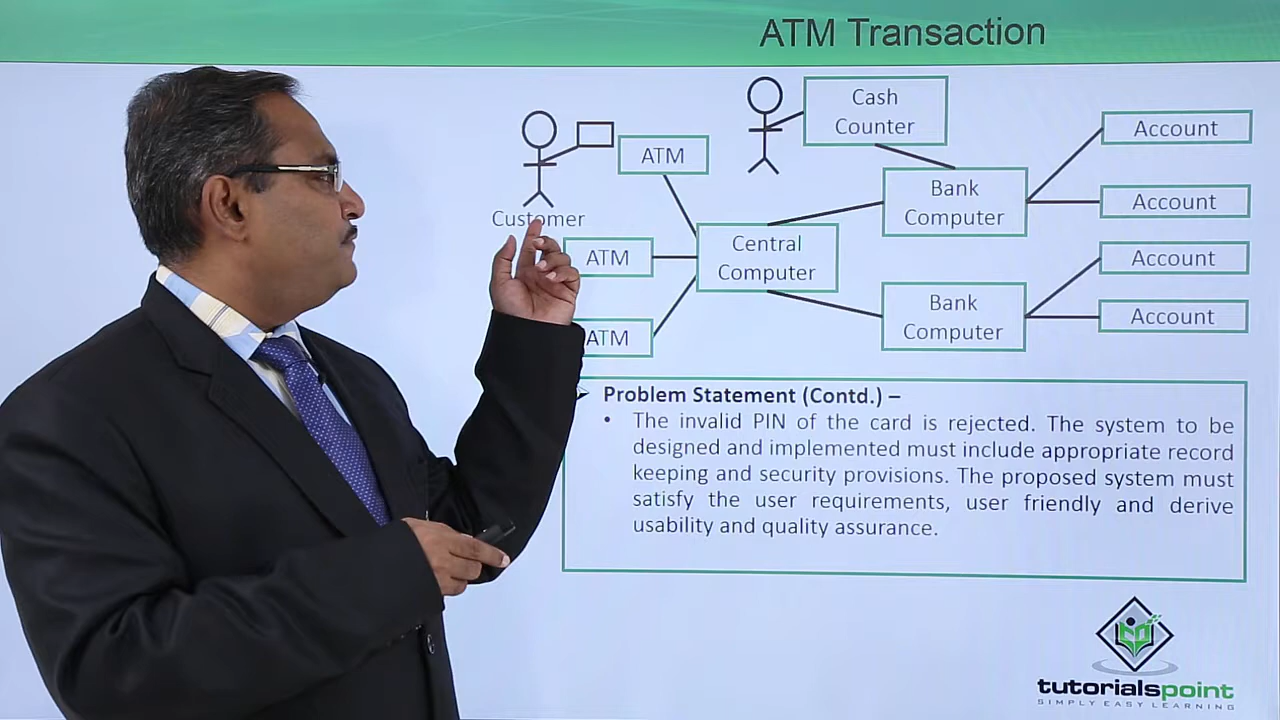 ATM Transaction
Cash
Counter
ATM
Customer
Account
Bank
Computer
Account
Central
Computer
ATM
Account
Bank
Computer
Account
ATM
Problem Statement (Contd.) –
• The invalid PIN of the card is rejected. The system to be
designed and implemented must include appropriate record
keeping and security provisions. The proposed system must
satisfy the user requirements, user friendly and derive
usability and quality assurance.
tutorialspoint
SIMPLY EASY LEARNING